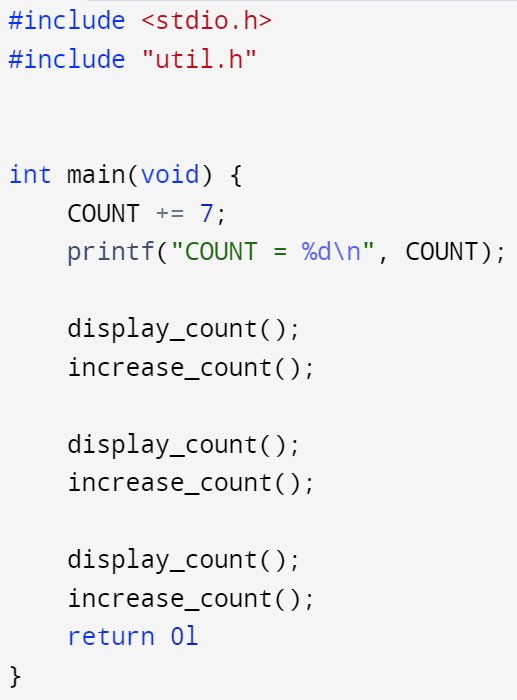 #include <stdio.h>
#include "util.h"
int main(void) {
COUNT += 7;
printf("COUNT = %d\n", COUNT);
display_count();
increase_count();
display_count();
increase_count();
display_count();
increase_count();
return 0l
}